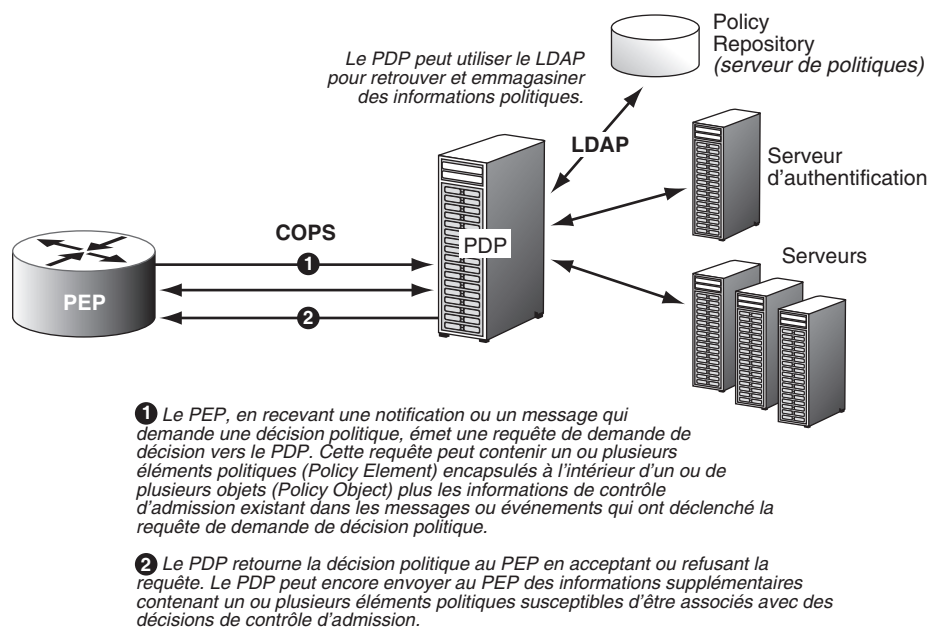 Policy
Repository
(serveur de politiques)
Le PDP peut utiliser le LDAP
pour retrouver et emmagasiner
des informations politiques.
LDAP
Serveur
d'authentification
COPS
PDP
Serveurs
1
PEP
2
1 Le PEP, en recevant une notification ou un message qui
demande une décision politique, émet une requête de demande de
décision vers le PDP. Cette requête peut contenir un ou plusieurs
éléments politiques (Policy Element) encapsulés à l'intérieur d'un ou de
plusieurs objets (Policy Object) plus les informations de contrôle
d'admission existant dans les messages ou événements qui ont déclenché la
requête de demande de décision politique.
2 Le PDP retourne la décision politique au PEP en acceptant ou refusant la
requête. Le PDP peut encore envoyer au PEP des informations supplémentaires
contenant un ou plusieurs éléments politiques susceptibles d'être associés avec des
décisions de contrôle d'admission.